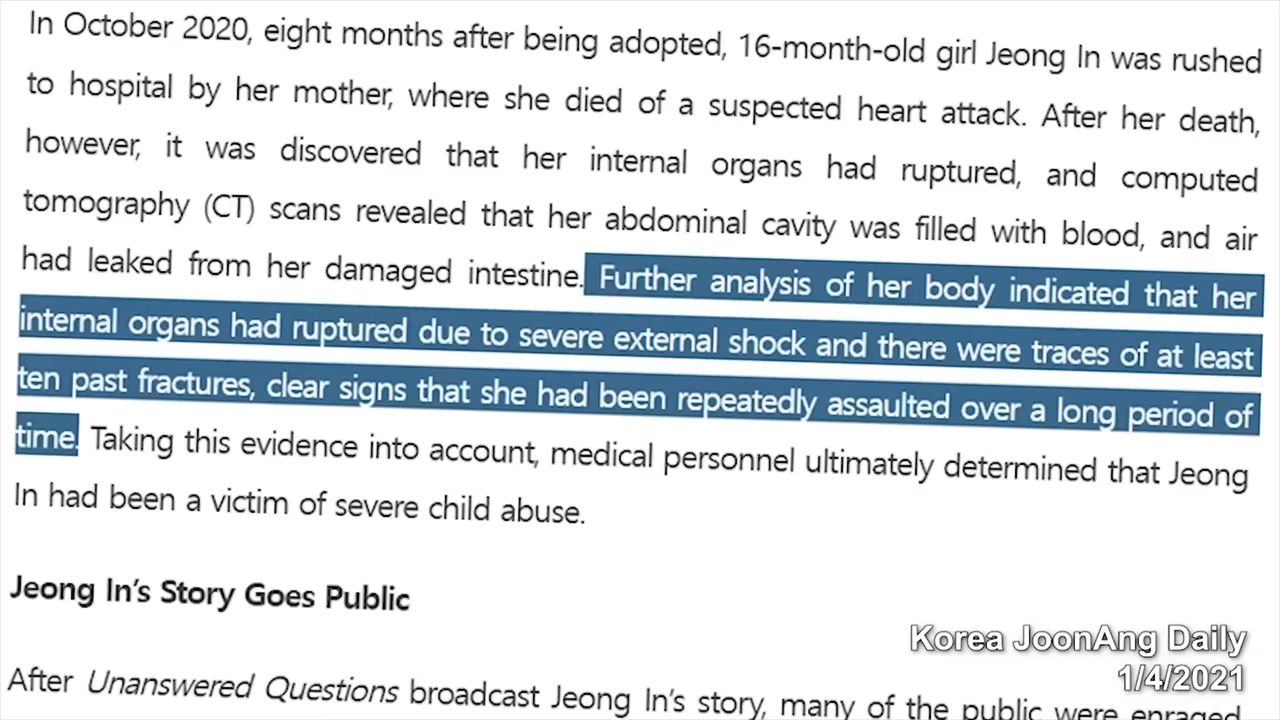 In October 2020, eight months after being adopted, 16-month-old girl Jeong In was rushed
to hospital by her mother, where she died of a suspected heart attack. After her death,
however, it was discovered that her internal organs had ruptured, and computed
tomography (CT) scans revealed that her abdominal cavity was filled with blood, and air
had leaked from her damaged intestine. Further analysis of her body indicated that her
internal organs had ruptured due to severe external shock and there were traces of at least
ten past fractures, clear signs that she had been repeatedly assaulted over a long period of
time. Taking this evidence into account, medical personnel ultimately determined that Jeong
In had been a victim of severe child abuse.
Jeong In's Story Goes Public
After Unanswered Questions broadcast Jeong In's story, many of the public were enraged
Korea JoonAng Daily
1/4/2021